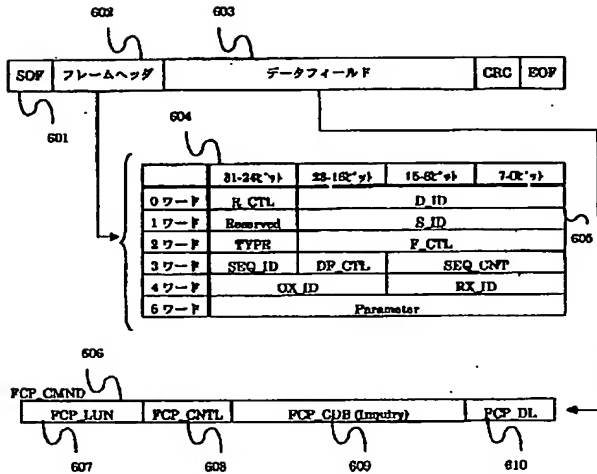 602
603
SOF フレームヘッダ データフィールド CRC EOF
601
604
31-24ビット 23-16ビット 15-8ビット 7-0ビット
0ワード R_CTL D_ID
1ワード Reserved S_ID
605
2ワード TYPE F_CTL
3ワード SEQ_ID DF_CTL SEQ_CNT
4ワード OX_ID RX_ID
5ワード Parameter
606
FCP_CMND
FCP_LUN FCP_CNTL FCP_CDB (Inquiry) FCP_DL
607 608 609 610